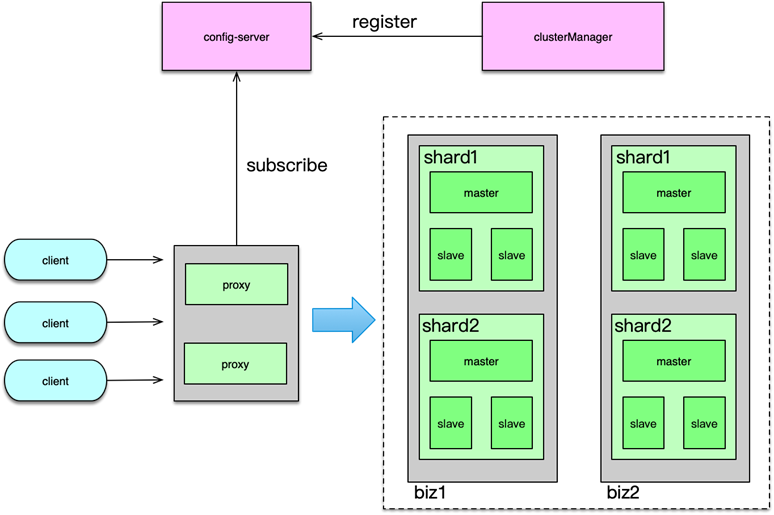 register
config-server
clusterManager
subscribe
client
client
client
proxy
proxy
shard1
master
slave
slave
shard2
master
slave
slave
biz1
shard1
master
slave
slave
shard2
master
slave
slave
biz2